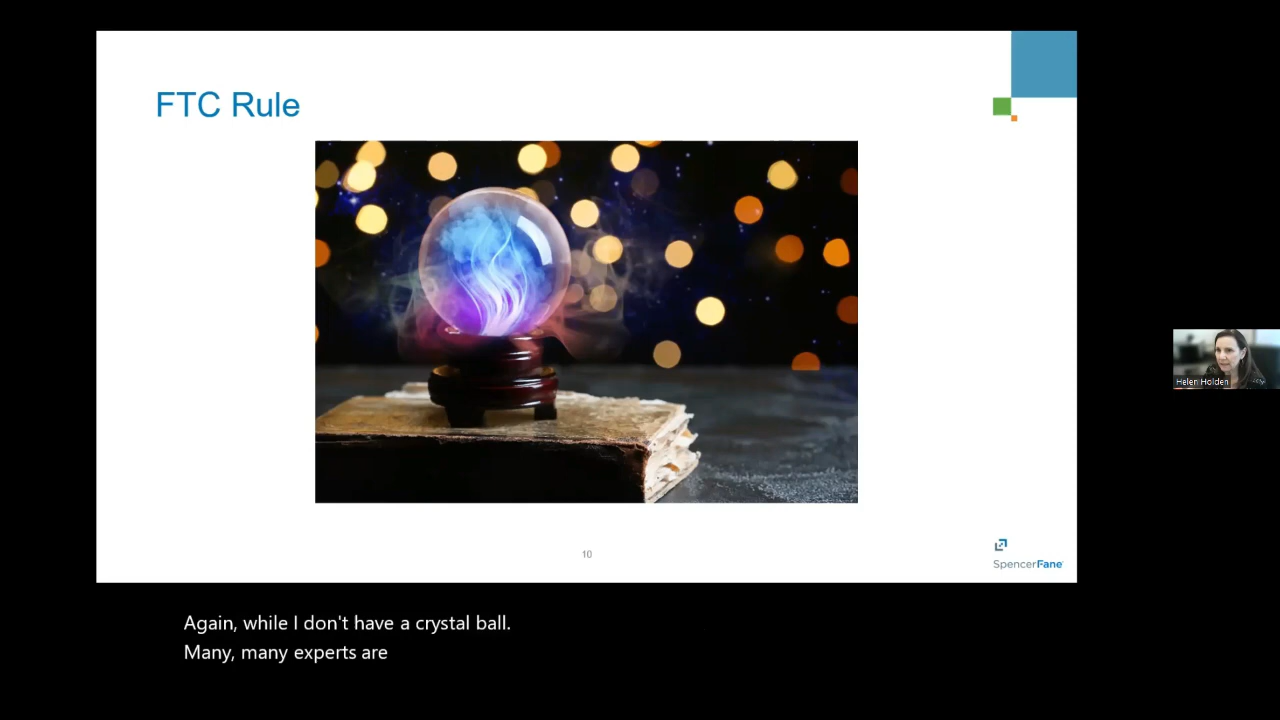 FTC Rule
10
SpencerFane
Helen Holden
Again, while I don't have a crystal ball.
Many, many experts are